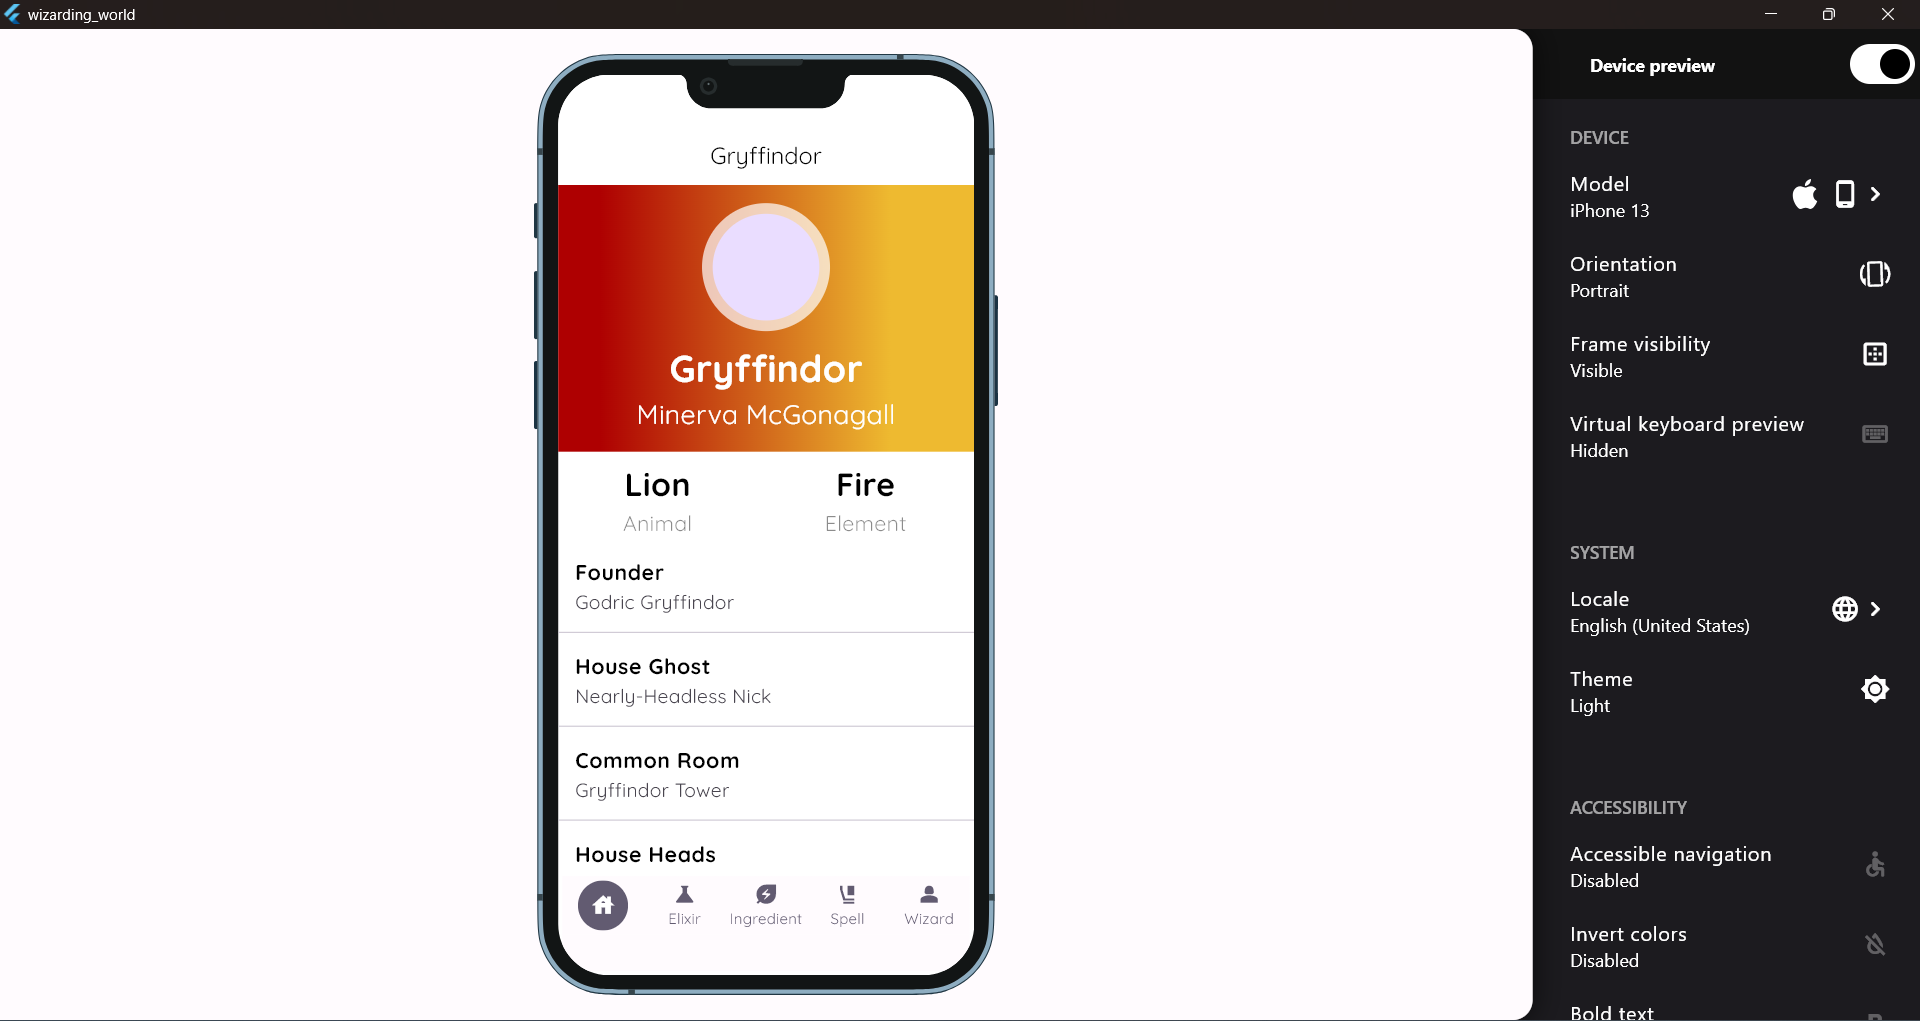 wizarding_world
Gryffindor
Gryffindor
Minerva McGonagall
Lion
Fire
Animal
Element
Founder
Godric Gryffindor
House Ghost
Nearly-Headless Nick
Common Room
Gryffindor Tower
House Heads
Elixir
Ingredient
Spell
Wizard
Device preview
DEVICE
Model
iPhone 13
Orientation
Portrait
Frame visibility
Visible
Virtual keyboard preview
Hidden
SYSTEM
Locale
English (United States)
Theme
Light
ACCESSIBILITY
Accessible navigation
Disabled
Invert colors
Disabled
Bold text